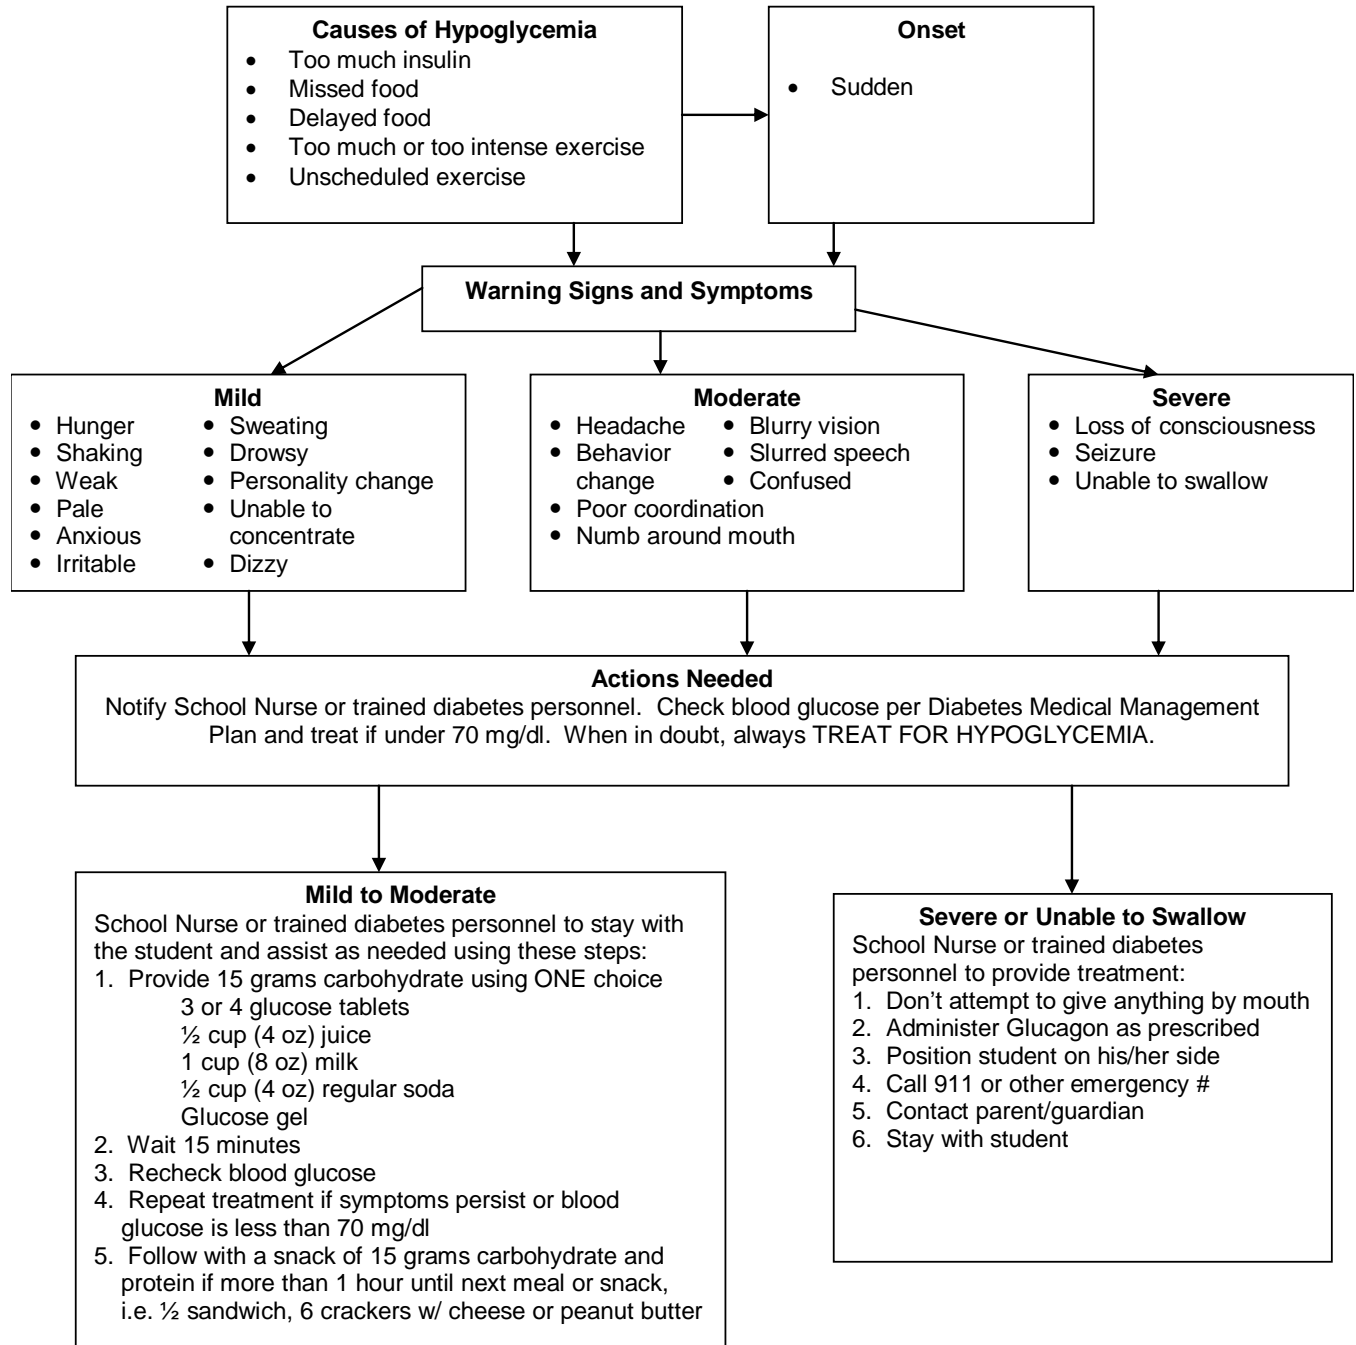 Causes of Hypoglycemia
• Too much insulin
• Missed food
• Delayed food
• Too much or too intense exercise
• Unscheduled exercise
Onset
• Sudden
Warning Signs and Symptoms
Mild
• Hunger
• Shaking
• Weak
• Pale
• Anxious
• Irritable
• Sweating
• Drowsy
• Personality change
• Unable to
concentrate
• Dizzy
Moderate
• Headache
• Behavior
change
• Poor coordination
• Numb around mouth
• Blurry vision
• Slurred speech
• Confused
Severe
• Loss of consciousness
• Seizure
• Unable to swallow
Actions Needed
Notify School Nurse or trained diabetes personnel. Check blood glucose per Diabetes Medical Management
Plan and treat if under 70 mg/dl. When in doubt, always TREAT FOR HYPOGLYCEMIA.
Mild to Moderate
School Nurse or trained diabetes personnel to stay with
the student and assist as needed using these steps:
1. Provide 15 grams carbohydrate using ONE choice
3 or 4 glucose tablets
½ cup (4 oz) juice
1 cup (8 oz) milk
½ cup (4 oz) regular soda
Glucose gel
2. Wait 15 minutes
3. Recheck blood glucose
4. Repeat treatment if symptoms persist or blood
glucose is less than 70 mg/dl
5. Follow with a snack of 15 grams carbohydrate and
protein if more than 1 hour until next meal or snack,
i.e. ½ sandwich, 6 crackers w/ cheese or peanut butter
Severe or Unable to Swallow
School Nurse or trained diabetes
personnel to provide treatment:
1. Don’t attempt to give anything by mouth
2. Administer Glucagon as prescribed
3. Position student on his/her side
4. Call 911 or other emergency #
5. Contact parent/guardian
6. Stay with student